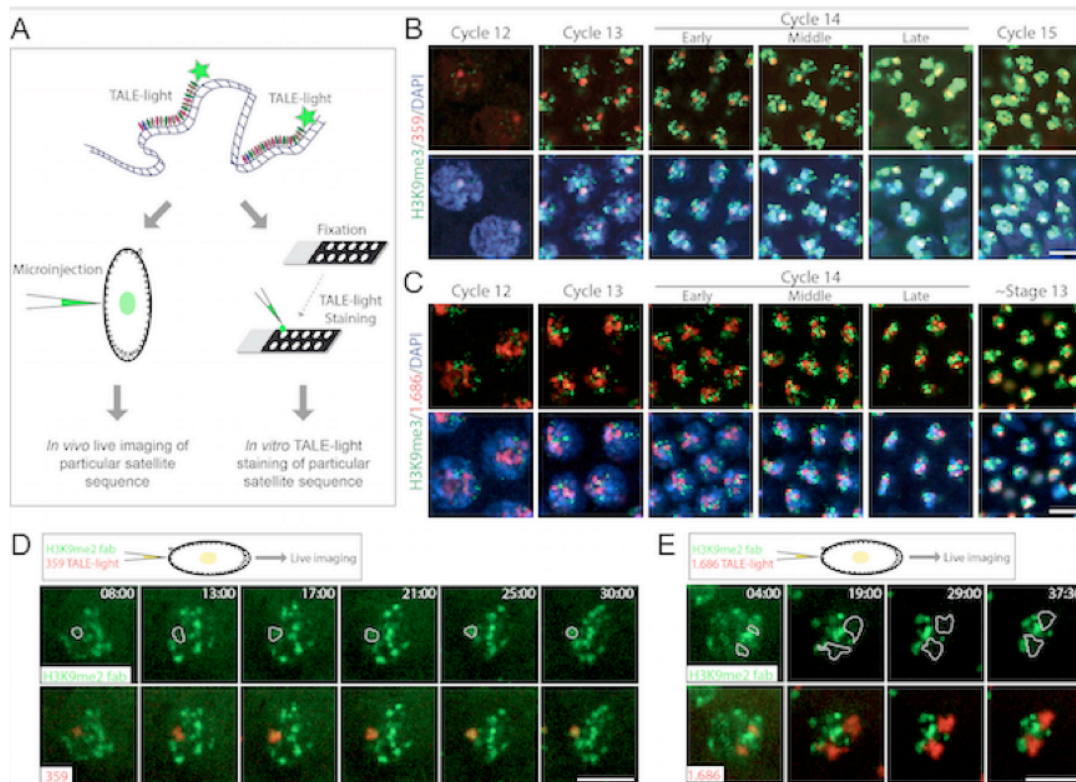 A
TALE-light
TALE-light
Microinjection
Fixation
TALE-light
Staining
In vivo live imaging of
particular satellite
sequence
In vitro TALE-light
staining of particular
satellite sequence
B
Cycle 14
Cycle 12
Cycle 13
Early
Middle
Late
Cycle 15
H3K9me3/359/DAPI
C
Cycle 14
Cycle 12
Cycle 13
Early
Middle
Late
~Stage 13
H3K9me3/1.686/DAPI
D
H3K9me2 fab
359 TALE-light
Live imaging
08:00
13:00
17:00
21:00
25:00
30:00
H3K9me2 fab
359
E
H3K9me2 fab
1.686 TALE-light
Live imaging
04:00
19:00
29:00
37:30
H3K9me2 fab
1.686